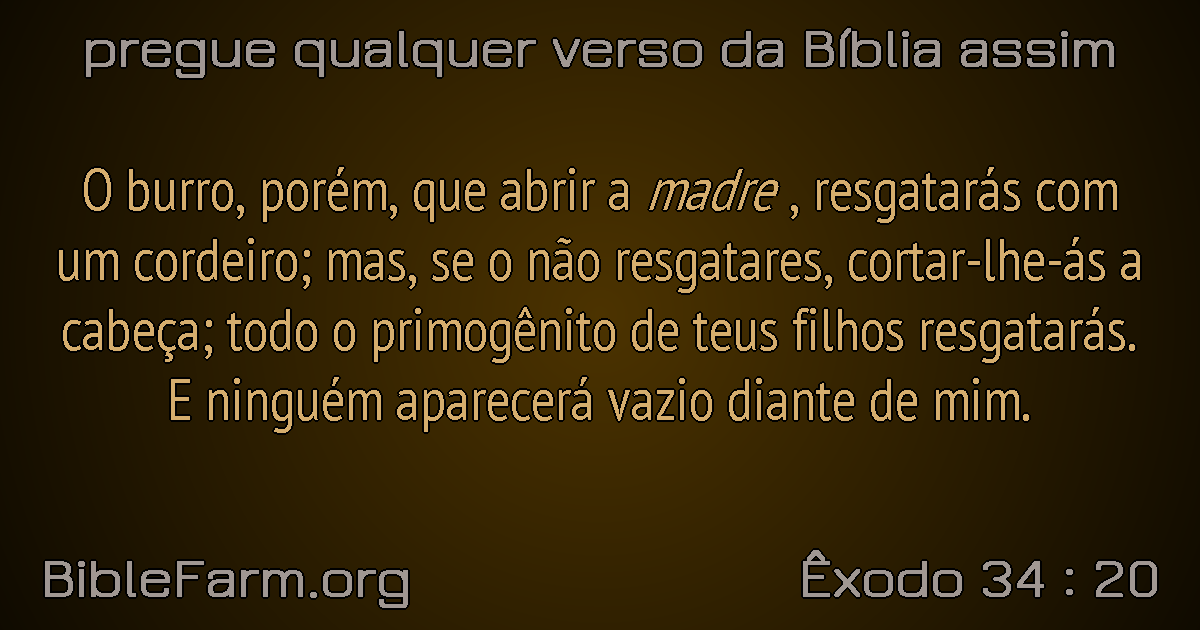 pregue qualquer verso da Bíblia assim
O burro, porém, que abrir a madre , resgatarás com
um cordeiro; mas, se o não resgatares, cortar-lhe-ás a
cabeça; todo o primogênito de teus filhos resgatarás.
E ninguém aparecerá vazio diante de mim.
BibleFarm.org
Êxodo 34 : 20